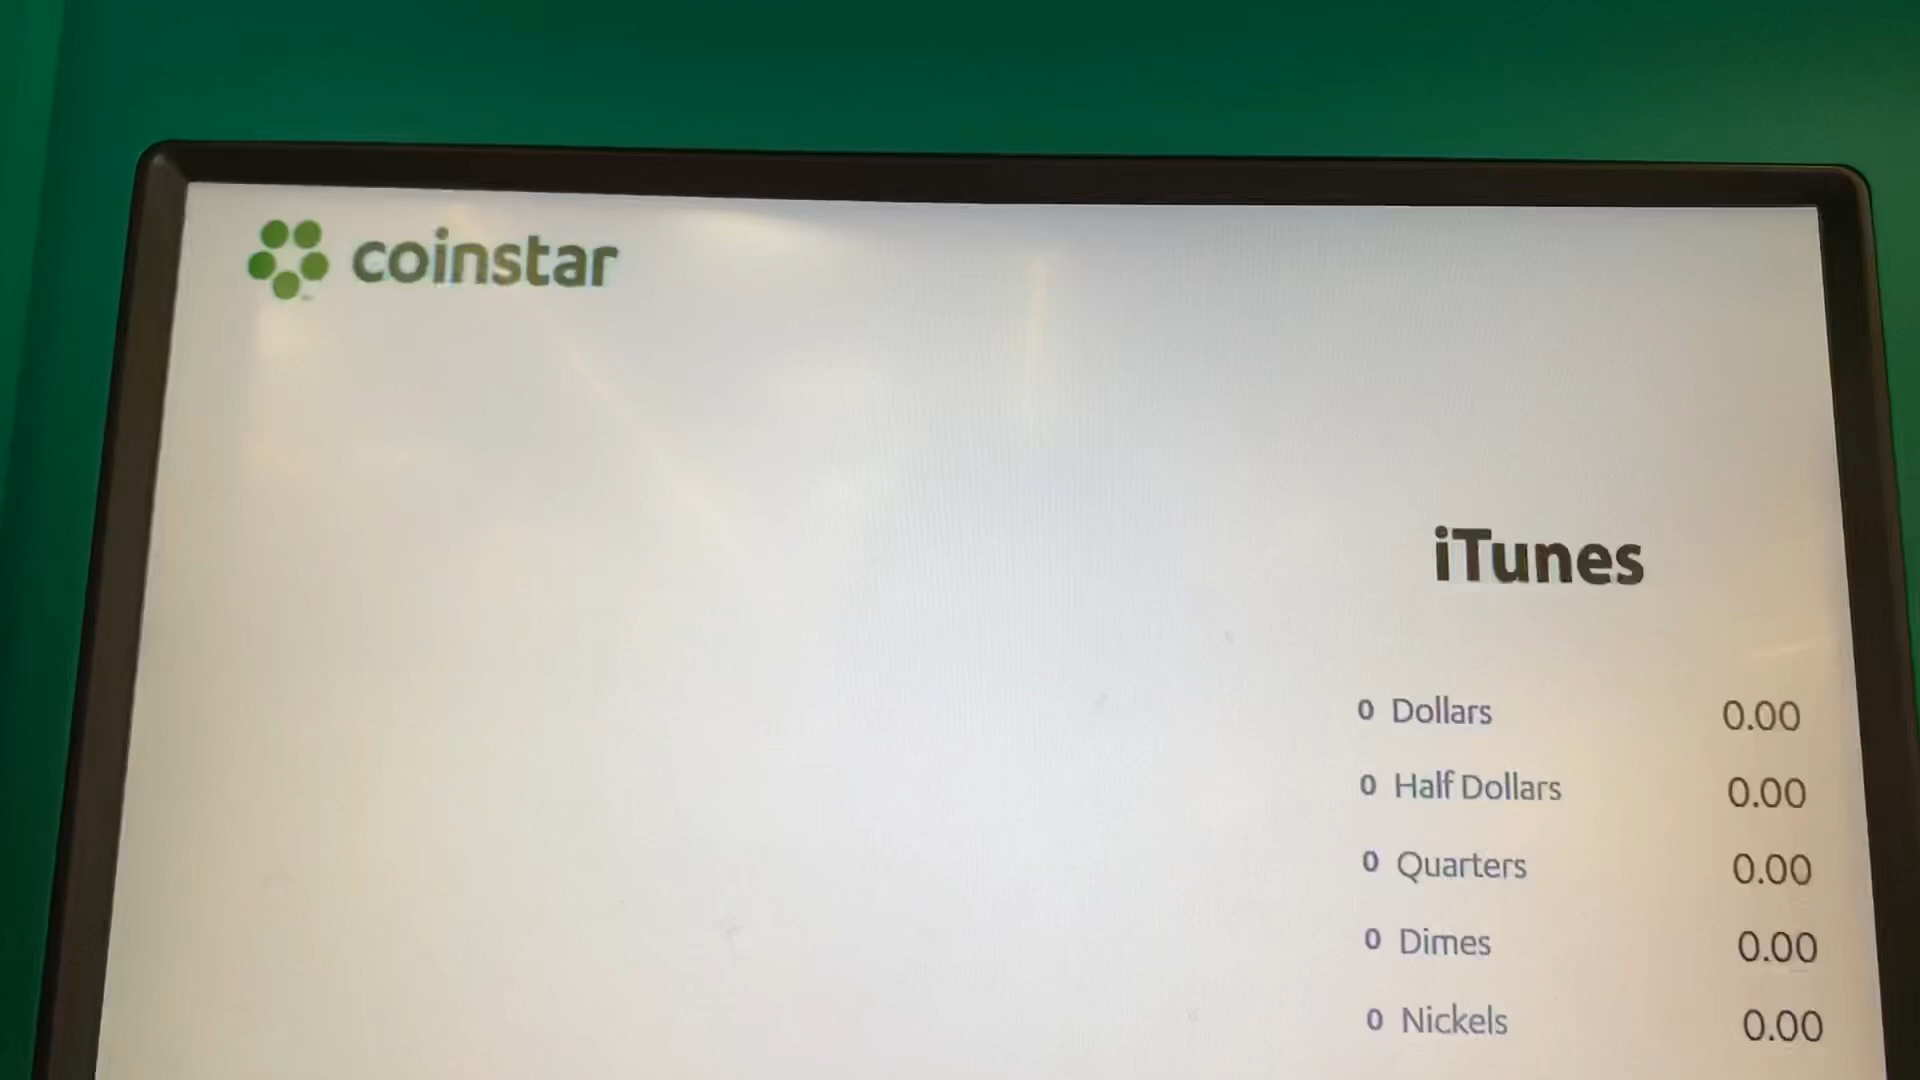 coinstar
iTunes
0 Dollars 0.00
0 Half Dollars 0.00
0 Quarters 0.00
0 Dimes 0.00
0 Nickels 0.00